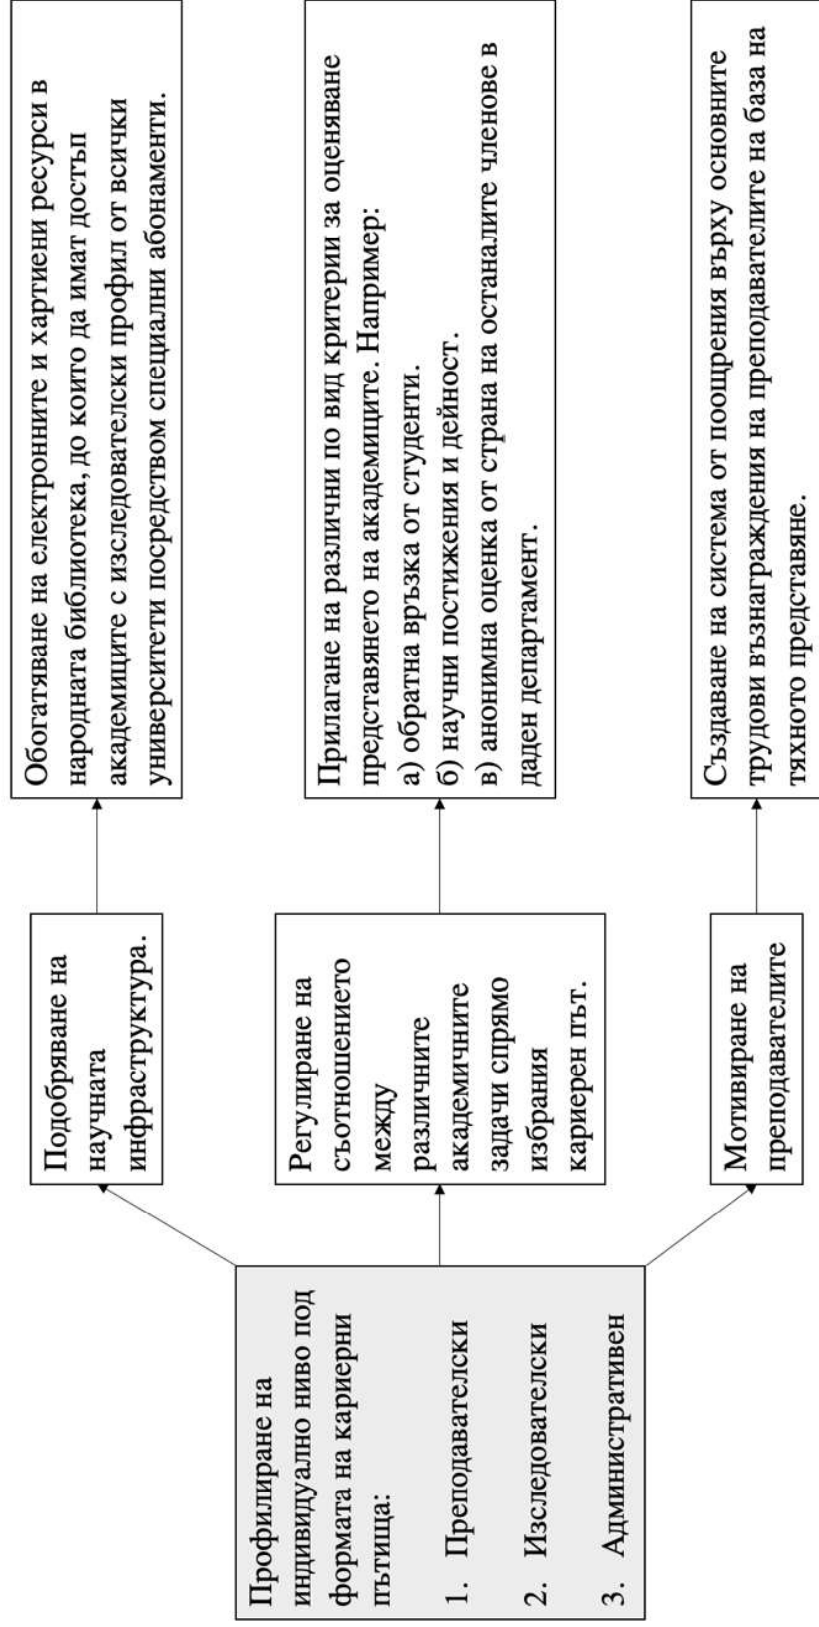 Профилиране на
индивидуално ниво под
формата на кариерни
пътища:
1. Преподавателски
2. Изследователски
3. Административен
Подобряване на
научната
инфраструктура.
Обогатяване на електронните и хартиени ресурси в
народната библиотека, до които да имат достъп
академиците с изследователски профил от всички
университети посредством специални абонаменти.
Регулиране на
съотношението
между
различните
академичните
задачи спрямо
избрания
кариерен път.
Прилагане на различни по вид критерии за оценяване
представянето на академиците. Например:
а) обратна връзка от студенти.
б) научни постижения и дейност.
в) анонимна оценка от страна на останалите членове в
даден департамент.
Мотивиране на
преподавателите
Създаване на система от поощрения върху основните
трудови възнаграждения на преподавателите на база на
тяхното представяне.